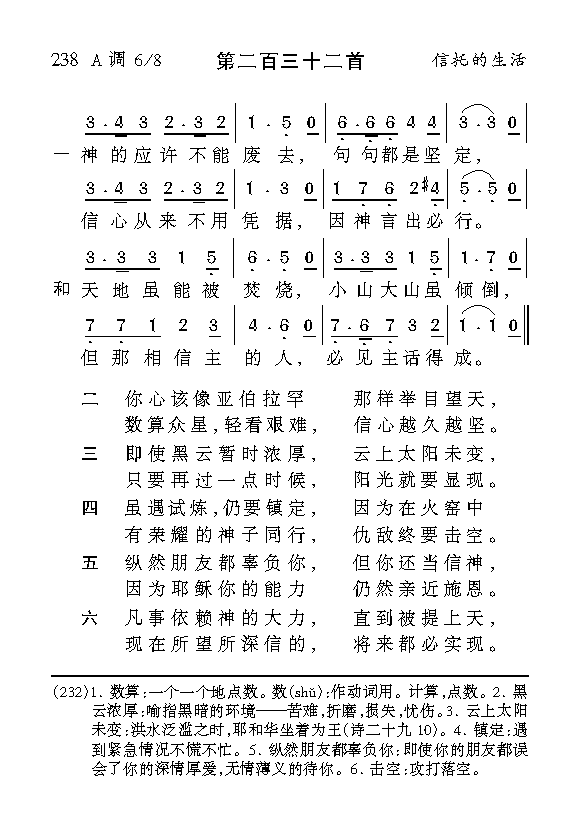 238 A 调 6/8 第二百三十二首 信托的生活
3 · 4 3 2 · 3 2 | 1 · 5 0 | 6 · 6 6 4 4 | 3 · 3 0 |
一 神的应许不能废去， 句句都是坚定，
3 · 4 3 2 · 3 2 | 1 · 3 0 | 1 7 6 2 #4 | 5 · 5 0 |
信心从来不用凭据， 因神言出必行。
3 · 3 3 1 5 | 6 · 5 0 | 3 · 3 3 1 5 | 1 · 7 0 |
和 天地虽能被焚烧， 小山大山虽倾倒，
7 7 1 2 3 | 4 · 6 0 | 7 · 6 7 3 2 | 1 · 1 0 ‖
但那相信主的人， 必见主话得成。
二 你心该像亚伯拉罕 那样举目望天，
数算众星，轻看艰难， 信心越久越坚。
三 即使黑云暂时浓厚， 云上太阳未变，
只要再过一点时候， 阳光就要显现。
四 虽遇试炼，仍要镇定， 因为在火窑中
有荣耀的神子同行， 仇敌终要击空。
五 纵然朋友都辜负你， 但你还当信神，
因为耶稣你的能力 仍然亲近施恩。
六 凡事依赖神的大力， 直到被提上天，
现在所望所深信的， 将来都必实现。
(232)1. 数算：一个一个地点数。数(shǔ)：作动词用。计算，点数。2. 黑
云浓厚：喻指黑暗的环境——苦难，折磨，损失，忧伤。3. 云上太阳
未变：洪水泛滥之时，耶和华坐着为王(诗二十九 10)。4. 镇定：遇
到紧急情况不慌不忙。5. 纵然朋友都辜负你：即使你的朋友都误
会了你的深情厚爱，无情薄义的待你。6. 击空：攻打落空。